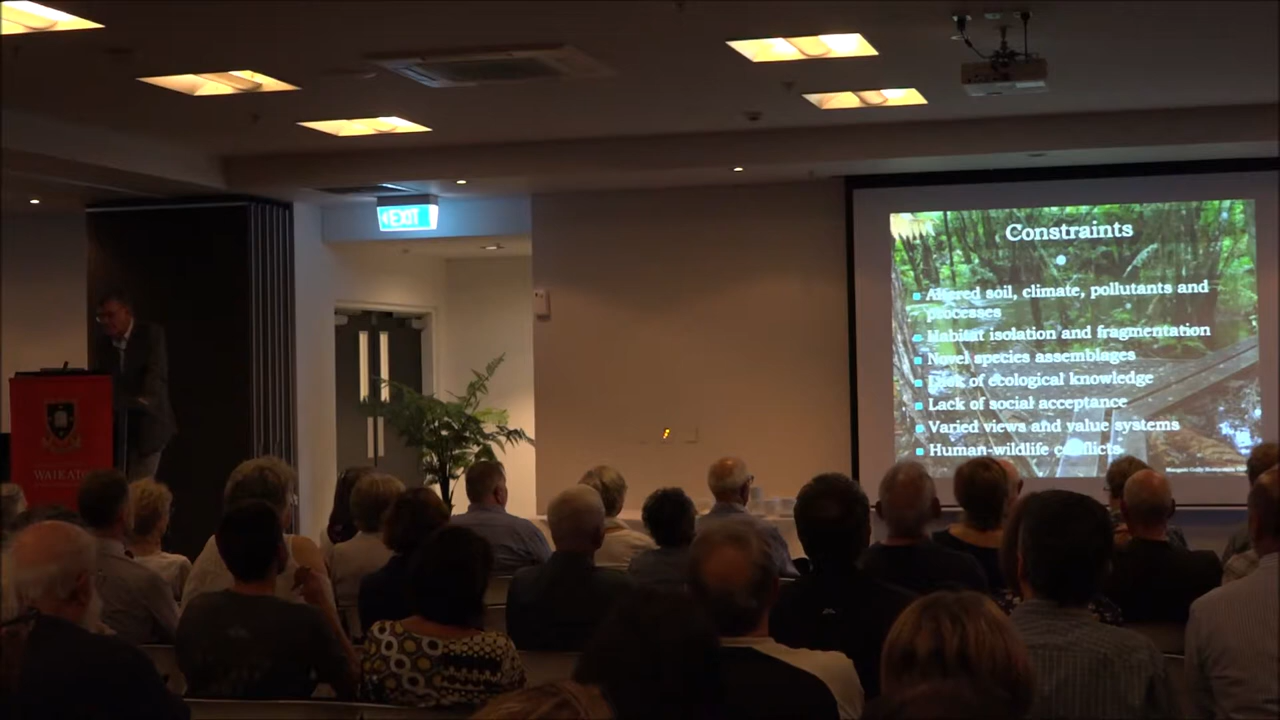 EXIT
Constraints
Altered soil, climate, pollutants and
processes
Habitat isolation and fragmentation
Novel species assemblages
Lack of ecological knowledge
Lack of social acceptance
Varied views and value systems
Human-wildlife conflicts
WAIKATO